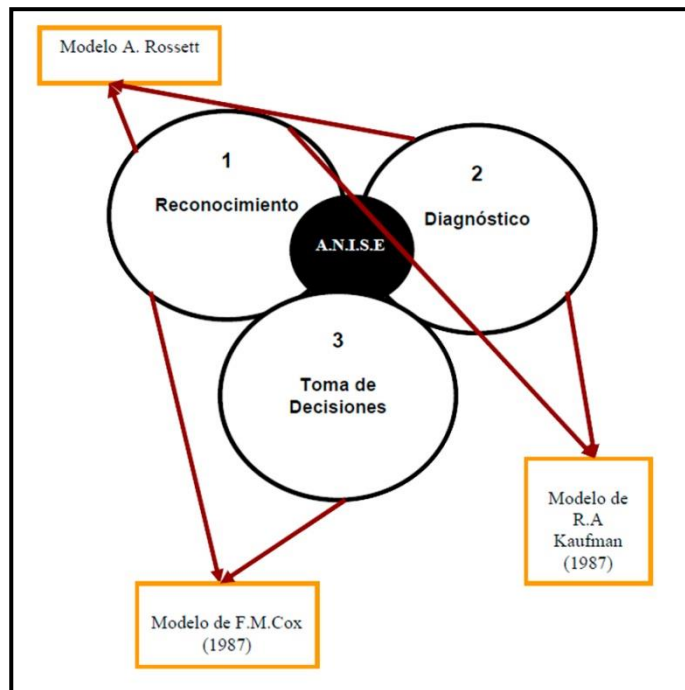 Modelo A. Rossett
1
Reconocimiento
2
Diagnóstico
A.N.I.S.E
3
Toma de
Decisiones
Modelo de
R.A
Kaufman
(1987)
Modelo de F.M.Cox
(1987)